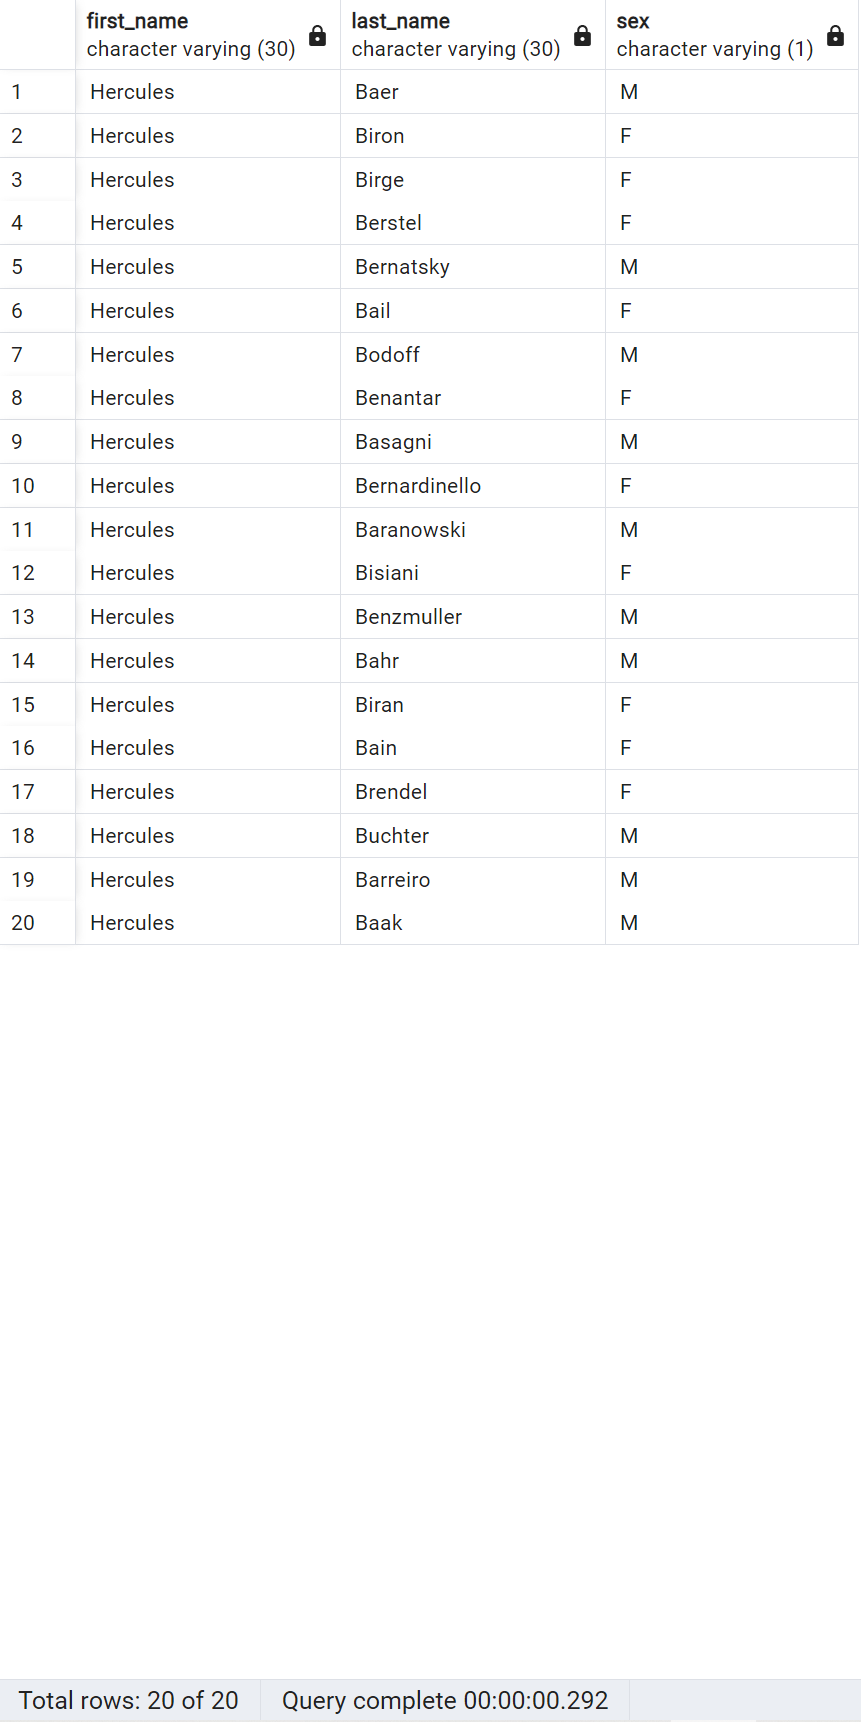 first_name last_name sex
character varying (30) character varying (30) character varying (1)
1 Hercules Baer M
2 Hercules Biron F
3 Hercules Birge F
4 Hercules Berstel F
5 Hercules Bernatsky M
6 Hercules Bail F
7 Hercules Bodoff M
8 Hercules Benantar F
9 Hercules Basagni M
10 Hercules Bernardinello F
11 Hercules Baranowski M
12 Hercules Bisiani F
13 Hercules Benzmuller M
14 Hercules Bahr M
15 Hercules Biran F
16 Hercules Bain F
17 Hercules Brendel F
18 Hercules Buchter M
19 Hercules Barreiro M
20 Hercules Baak M
Total rows: 20 of 20 Query complete 00:00:00.292